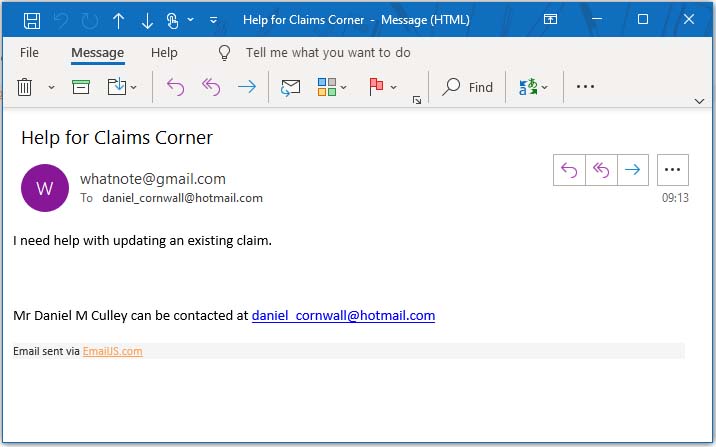 Help for Claims Corner - Message (HTML)
File Message Help Tell me what you want to do
Find
Help for Claims Corner
W
whatnote@gmail.com
To daniel_cornwall@hotmail.com
09:13
I need help with updating an existing claim.
Mr Daniel M Culley can be contacted at daniel_cornwall@hotmail.com
Email sent via EmailJS.com